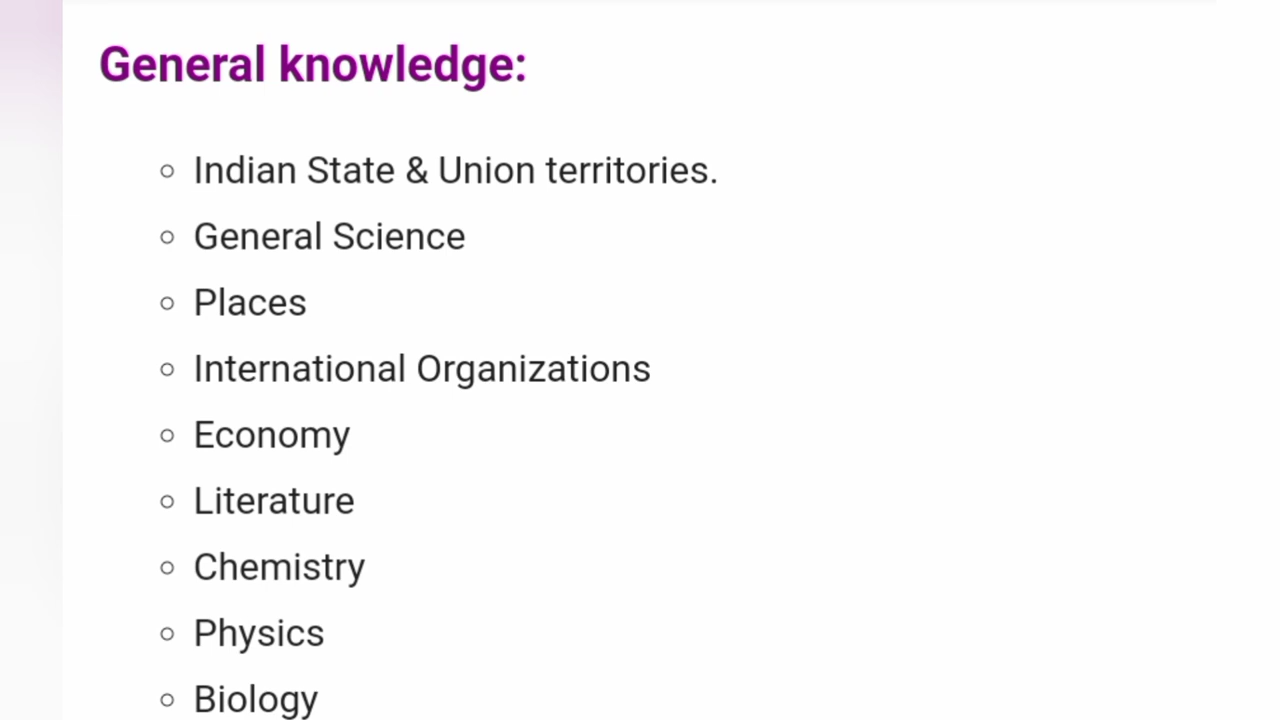 General knowledge:
Indian State & Union territories.
General Science
Places
International Organizations
Economy
Literature
Chemistry
Physics
Biology